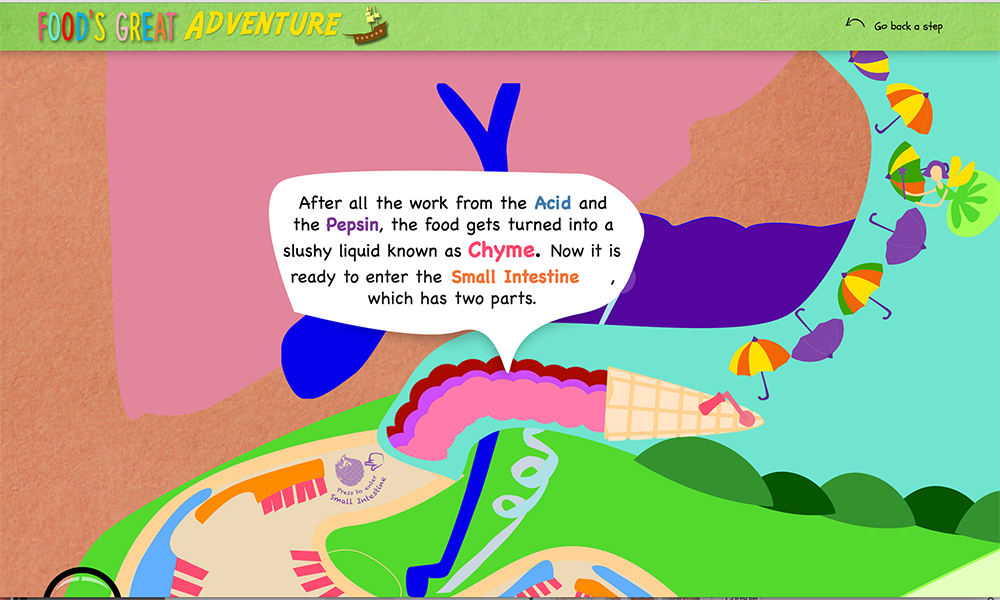 FOOD'S GREAT ADVENTURE
Go back a step
After all the work from the Acid and
the Pepsin, the food gets turned into a
slushy liquid known as Chyme. Now it is
ready to enter the Small Intestine ,
which has two parts.
Press to enter
Small Intestine